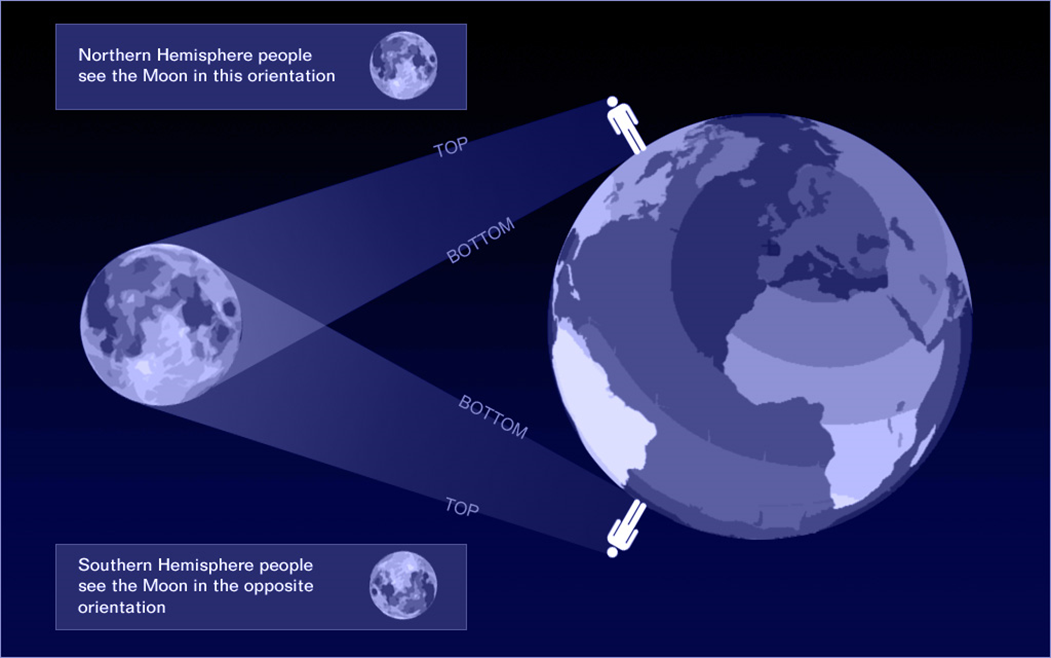 Northern Hemisphere people
see the Moon in this orientation
TOP
BOTTOM
BOTTOM
TOP
Southern Hemisphere people
see the Moon in the opposite
orientation